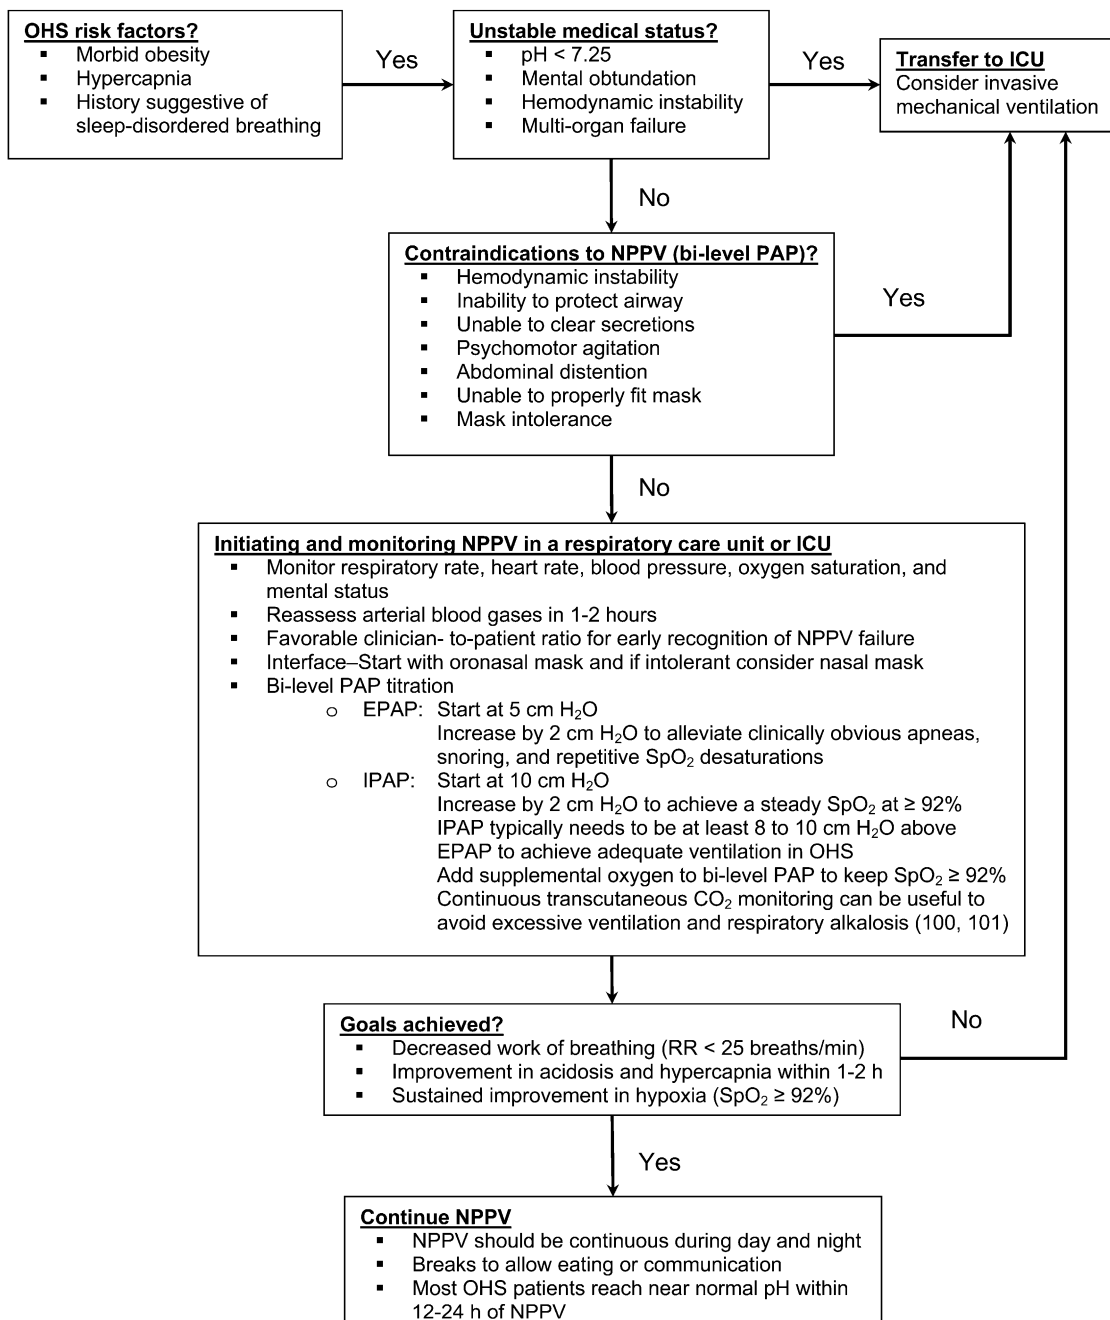 OHS risk factors?
▪ Morbid obesity
▪ Hypercapnia
▪ History suggestive of
sleep-disordered breathing
Yes
Unstable medical status?
▪ pH < 7.25
▪ Mental obtundation
▪ Hemodynamic instability
▪ Multi-organ failure
Yes
Transfer to ICU
Consider invasive
mechanical ventilation
No
Contraindications to NPPV (bi-level PAP)?
▪ Hemodynamic instability
▪ Inability to protect airway
▪ Unable to clear secretions
▪ Psychomotor agitation
▪ Abdominal distention
▪ Unable to properly fit mask
▪ Mask intolerance
Yes
No
Initiating and monitoring NPPV in a respiratory care unit or ICU
▪ Monitor respiratory rate, heart rate, blood pressure, oxygen saturation, and
mental status
▪ Reassess arterial blood gases in 1-2 hours
▪ Favorable clinician- to-patient ratio for early recognition of NPPV failure
▪ Interface–Start with oronasal mask and if intolerant consider nasal mask
▪ Bi-level PAP titration
o EPAP: Start at 5 cm H₂O
Increase by 2 cm H₂O to alleviate clinically obvious apneas,
snoring, and repetitive SpO₂ desaturations
o IPAP: Start at 10 cm H₂O
Increase by 2 cm H₂O to achieve a steady SpO₂ at ≥ 92%
IPAP typically needs to be at least 8 to 10 cm H₂O above
EPAP to achieve adequate ventilation in OHS
Add supplemental oxygen to bi-level PAP to keep SpO₂ ≥ 92%
Continuous transcutaneous CO₂ monitoring can be useful to
avoid excessive ventilation and respiratory alkalosis (100, 101)
Goals achieved?
▪ Decreased work of breathing (RR < 25 breaths/min)
▪ Improvement in acidosis and hypercapnia within 1-2 h
▪ Sustained improvement in hypoxia (SpO₂ ≥ 92%)
No
Yes
Continue NPPV
▪ NPPV should be continuous during day and night
▪ Breaks to allow eating or communication
▪ Most OHS patients reach near normal pH within
12-24 h of NPPV